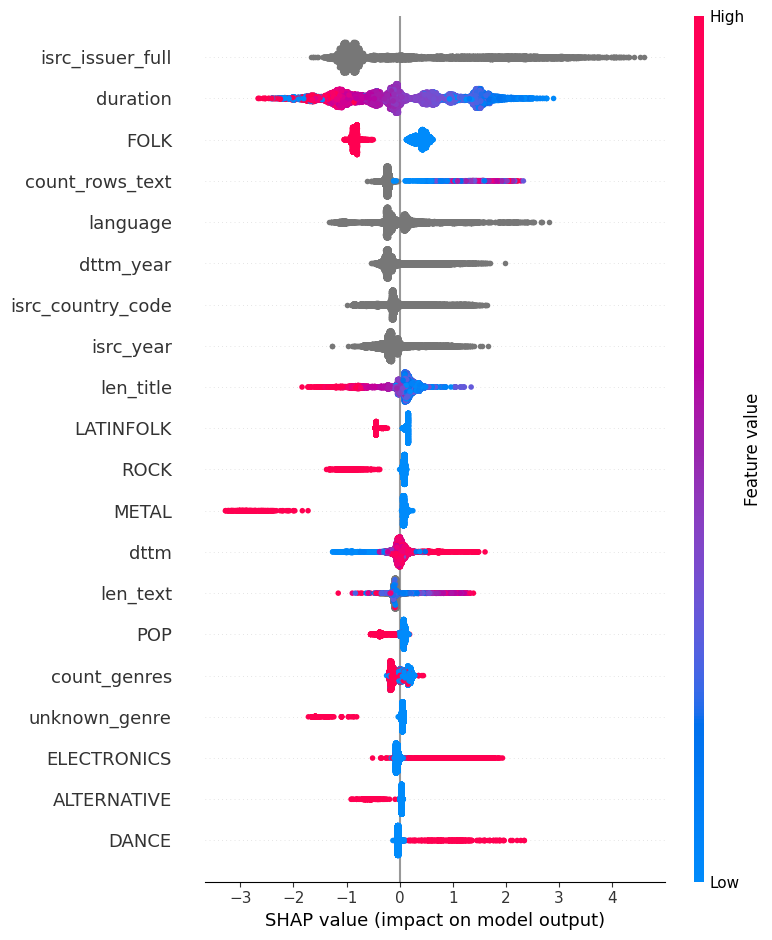 High
isrc_issuer_full
duration
FOLK
count_rows_text
language
dttm_year
isrc_country_code
isrc_year
len_title
LATINFOLK
ROCK
METAL
dttm
len_text
POP
count_genres
unknown_genre
ELECTRONICS
ALTERNATIVE
DANCE
Feature value
Low
−3 −2 −1 0 1 2 3 4
SHAP value (impact on model output)